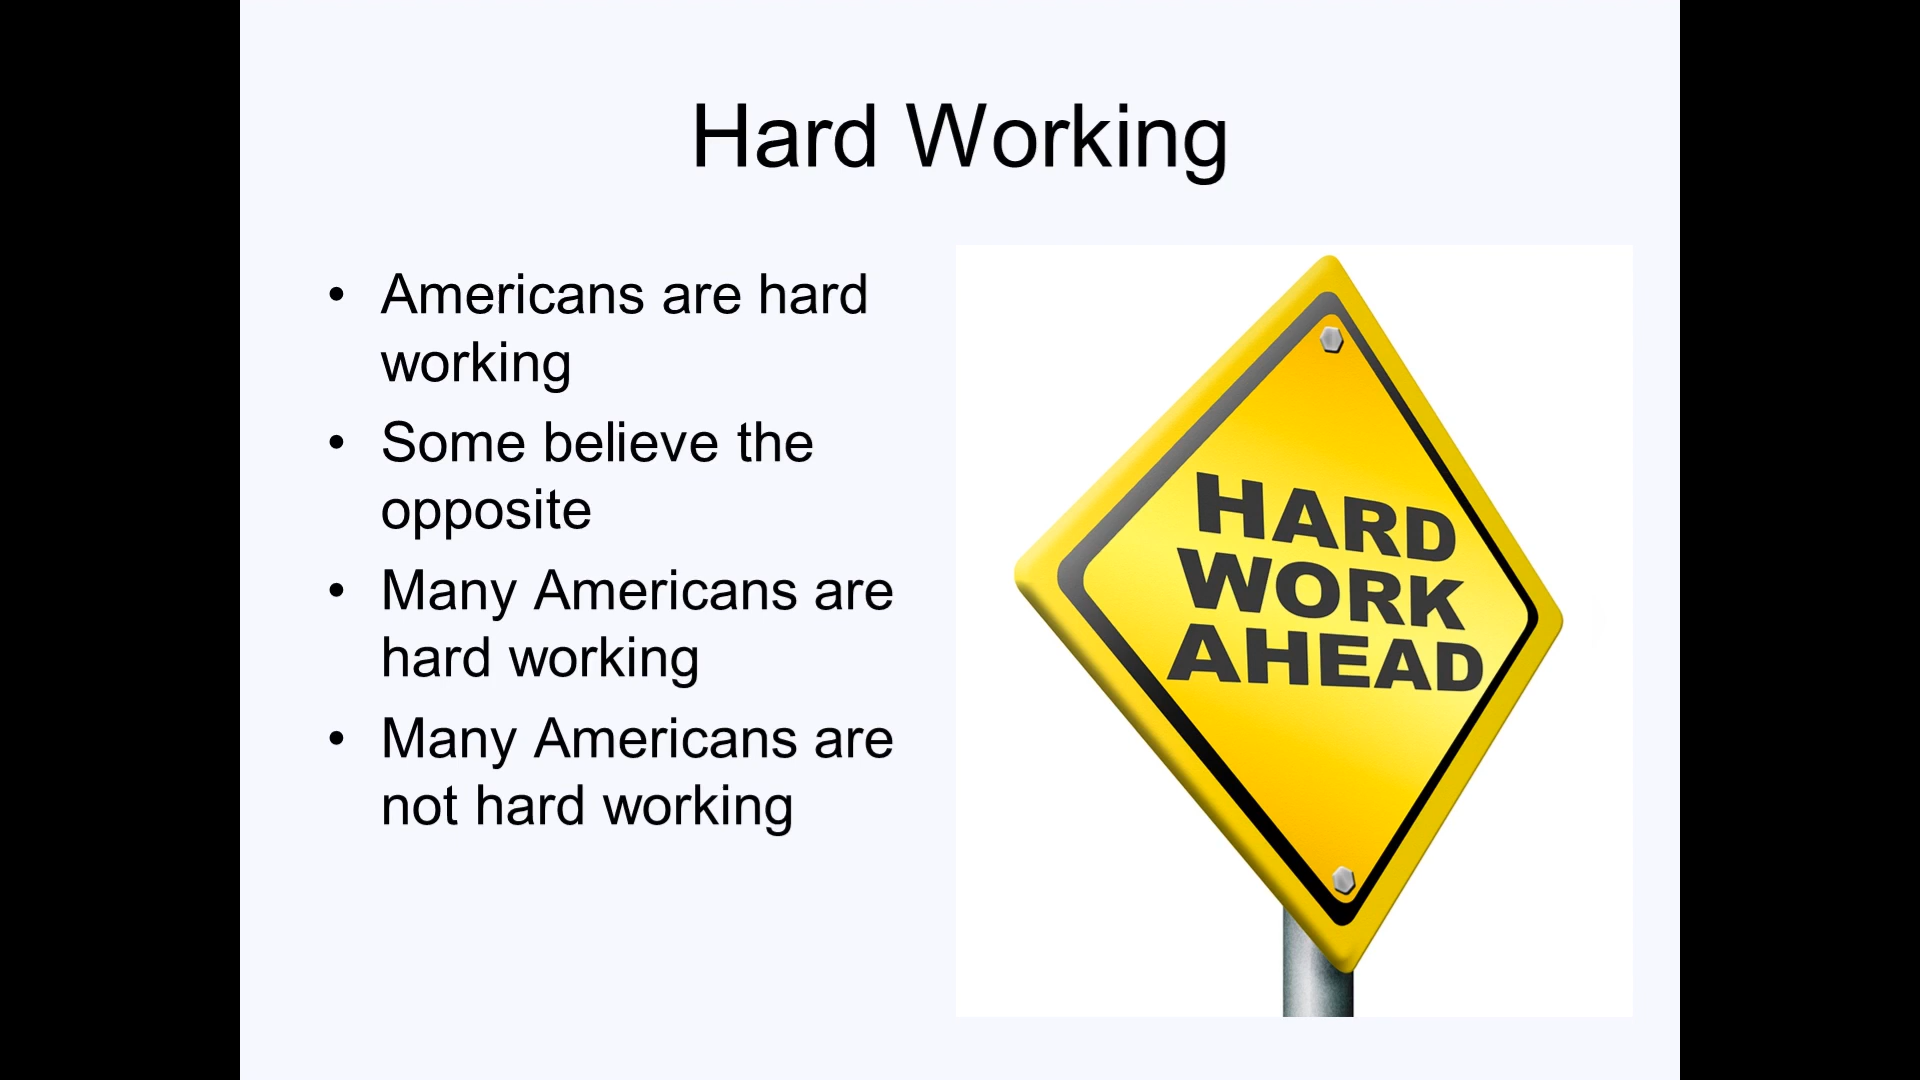 Hard Working
• Americans are hard
working
• Some believe the
opposite
• Many Americans are
hard working
• Many Americans are
not hard working
HARD
WORK
AHEAD